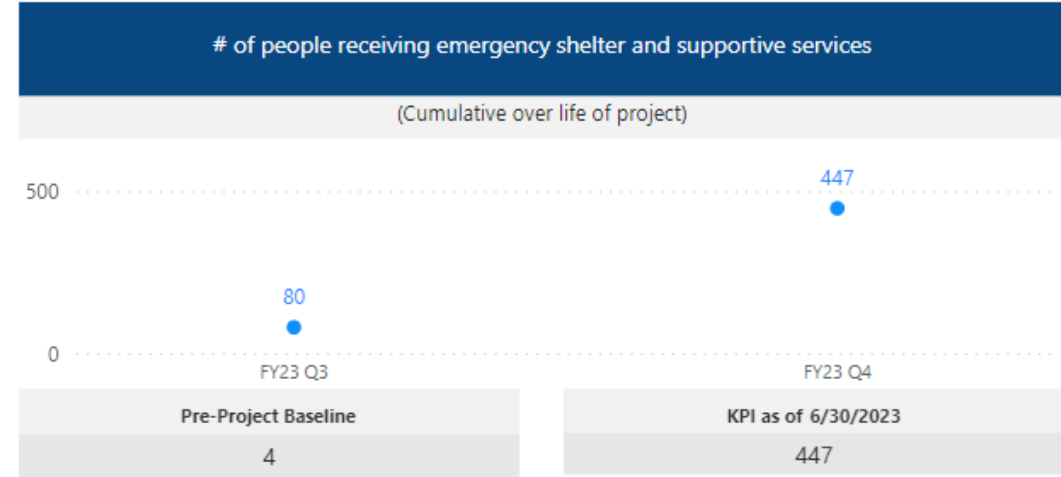 # of people receiving emergency shelter and supportive services
(Cumulative over life of project)
447
500
80
0
FY23 Q3 FY23 Q4
Pre-Project Baseline KPI as of 6/30/2023
4 447